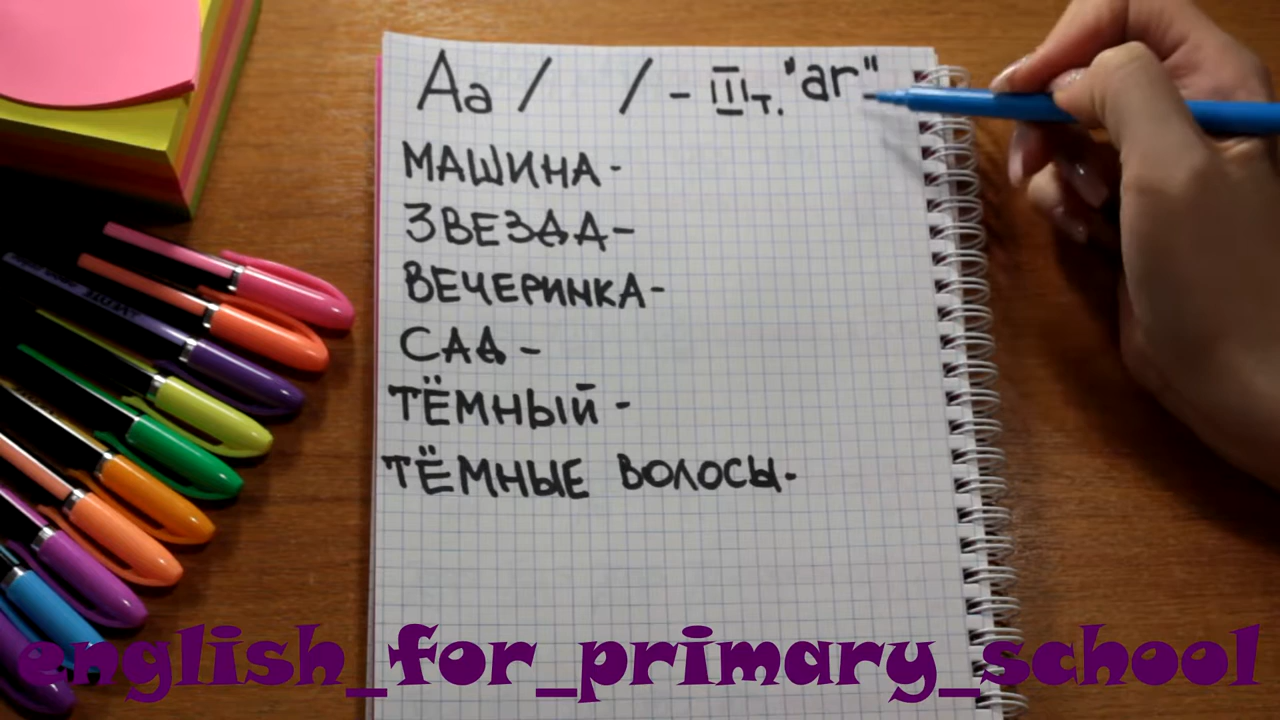 Aa / / - III т. "ar"
МАШИНА -
ЗВЕЗДА -
ВЕЧЕРИНКА -
САД -
ТЁМНЫЙ -
ТЁМНЫЕ ВОЛОСЫ -
english_for_primary_school